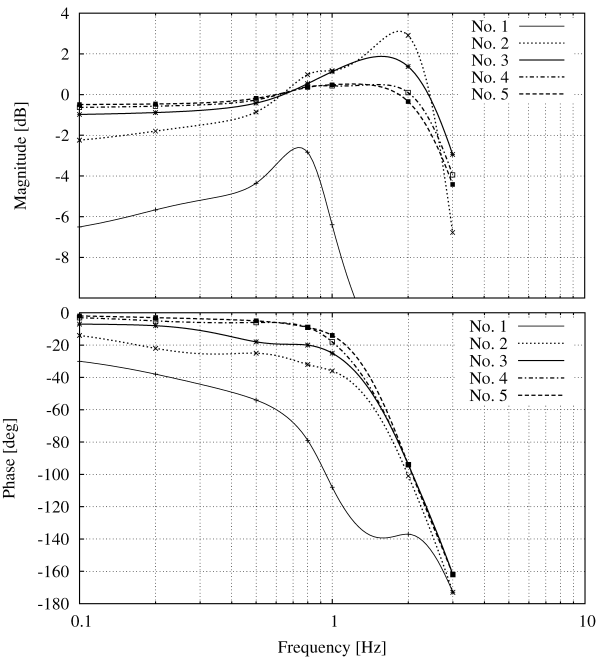 4
2
0
-2
-4
-6
-8
Magnitude [dB]
No. 1
No. 2
No. 3
No. 4
No. 5
0
-20
-40
-60
-80
-100
-120
-140
-160
-180
Phase [deg]
No. 1
No. 2
No. 3
No. 4
No. 5
0.1
1
10
Frequency [Hz]